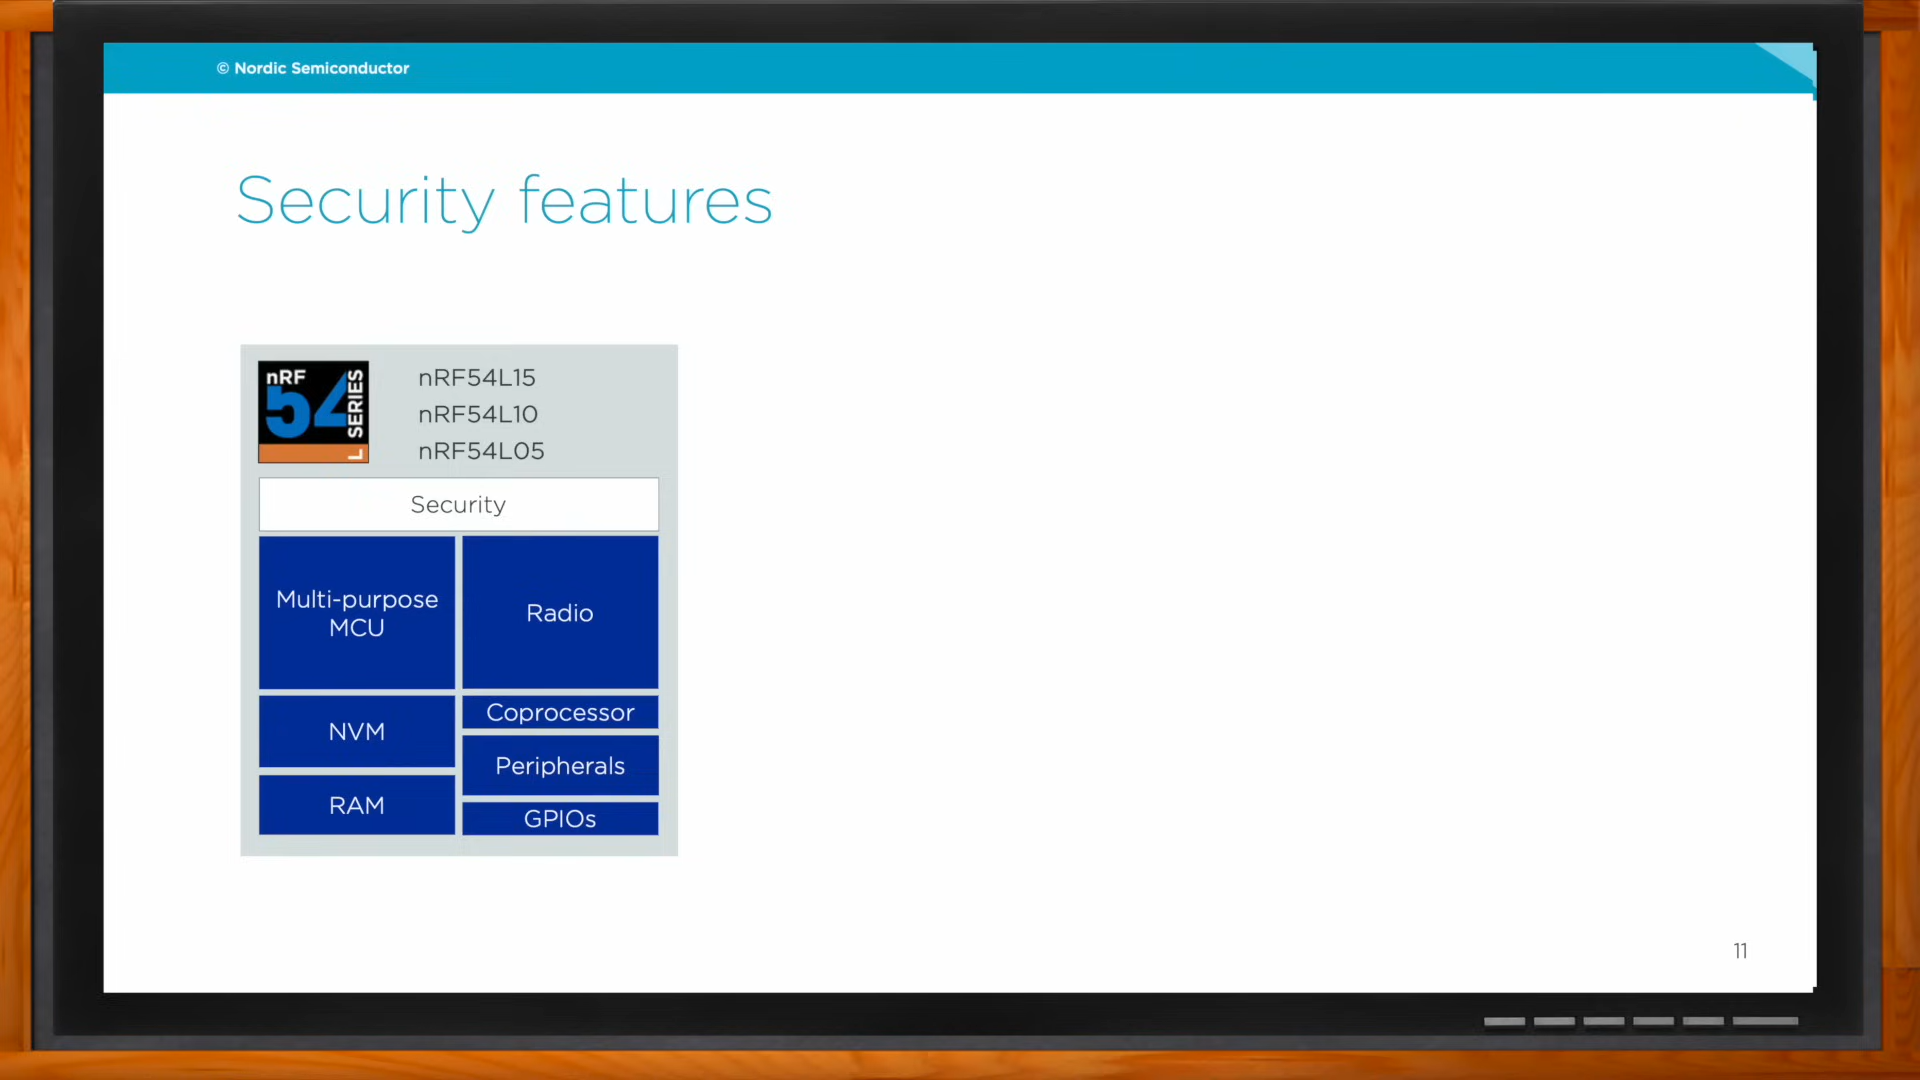 © Nordic Semiconductor
Security features
nRF
54
SERIES
L
nRF54L15
nRF54L10
nRF54L05
Security
Multi-purpose
MCU
Radio
NVM
Coprocessor
Peripherals
RAM
GPIOs
11